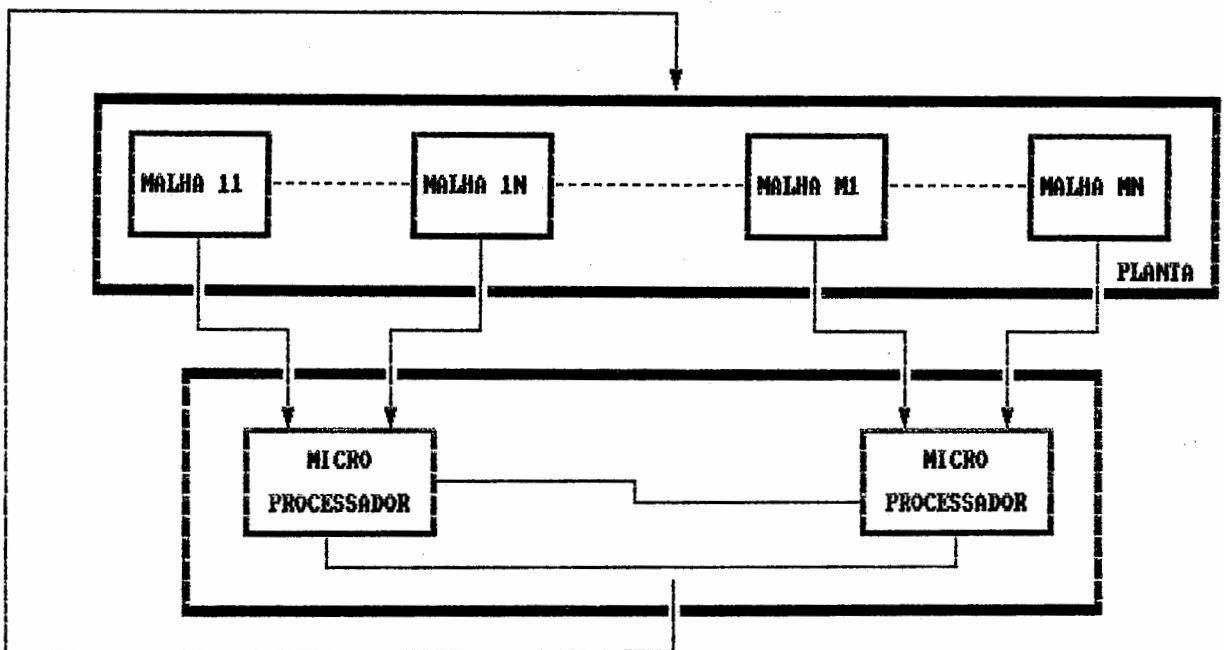 MALHA 11
MALHA 1N
MALHA M1
MALHA MN
PLANTA
MICRO
PROCESSADOR
MICRO
PROCESSADOR